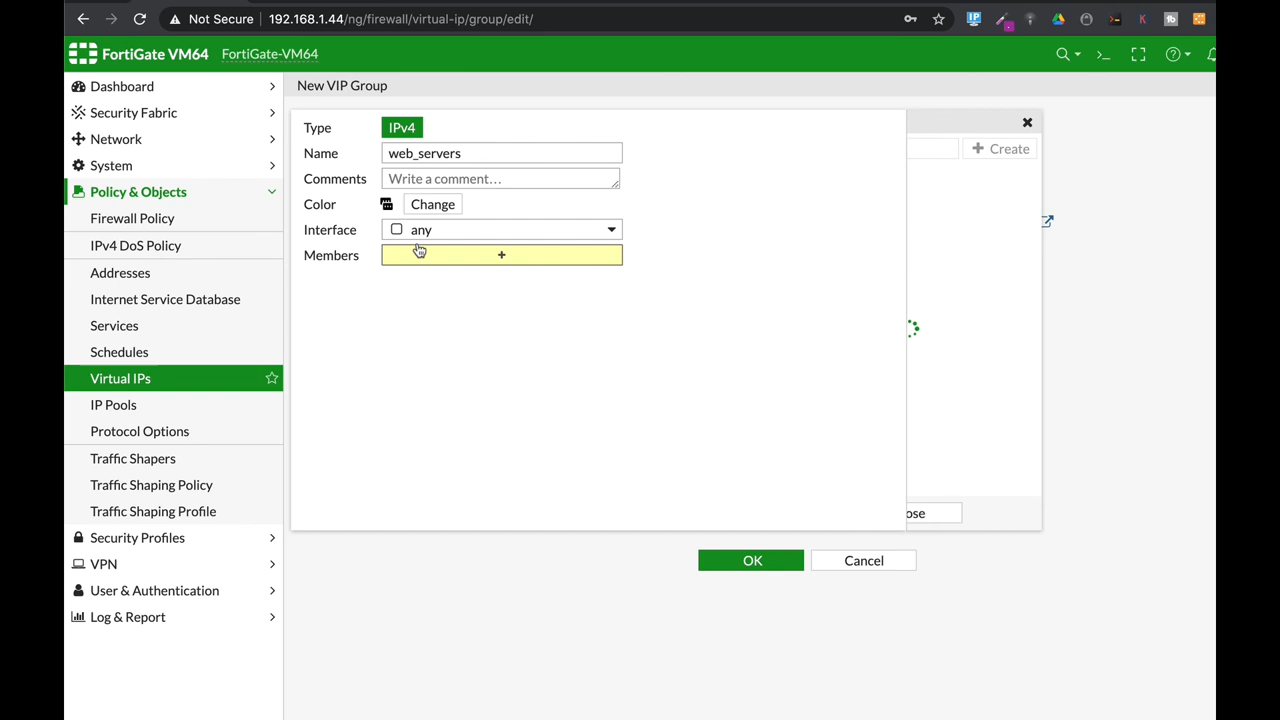 Not Secure 192.168.1.44/ng/firewall/virtual-ip/group/edit/
FortiGate VM64 FortiGate-VM64
Dashboard
Security Fabric
Network
System
Policy & Objects
Firewall Policy
IPv4 DoS Policy
Addresses
Internet Service Database
Services
Schedules
Virtual IPs
IP Pools
Protocol Options
Traffic Shapers
Traffic Shaping Policy
Traffic Shaping Profile
Security Profiles
VPN
User & Authentication
Log & Report
New VIP Group
Type IPv4
Name web_servers
Comments Write a comment...
Color Change
Interface any
Members +
+ Create
ose
OK Cancel